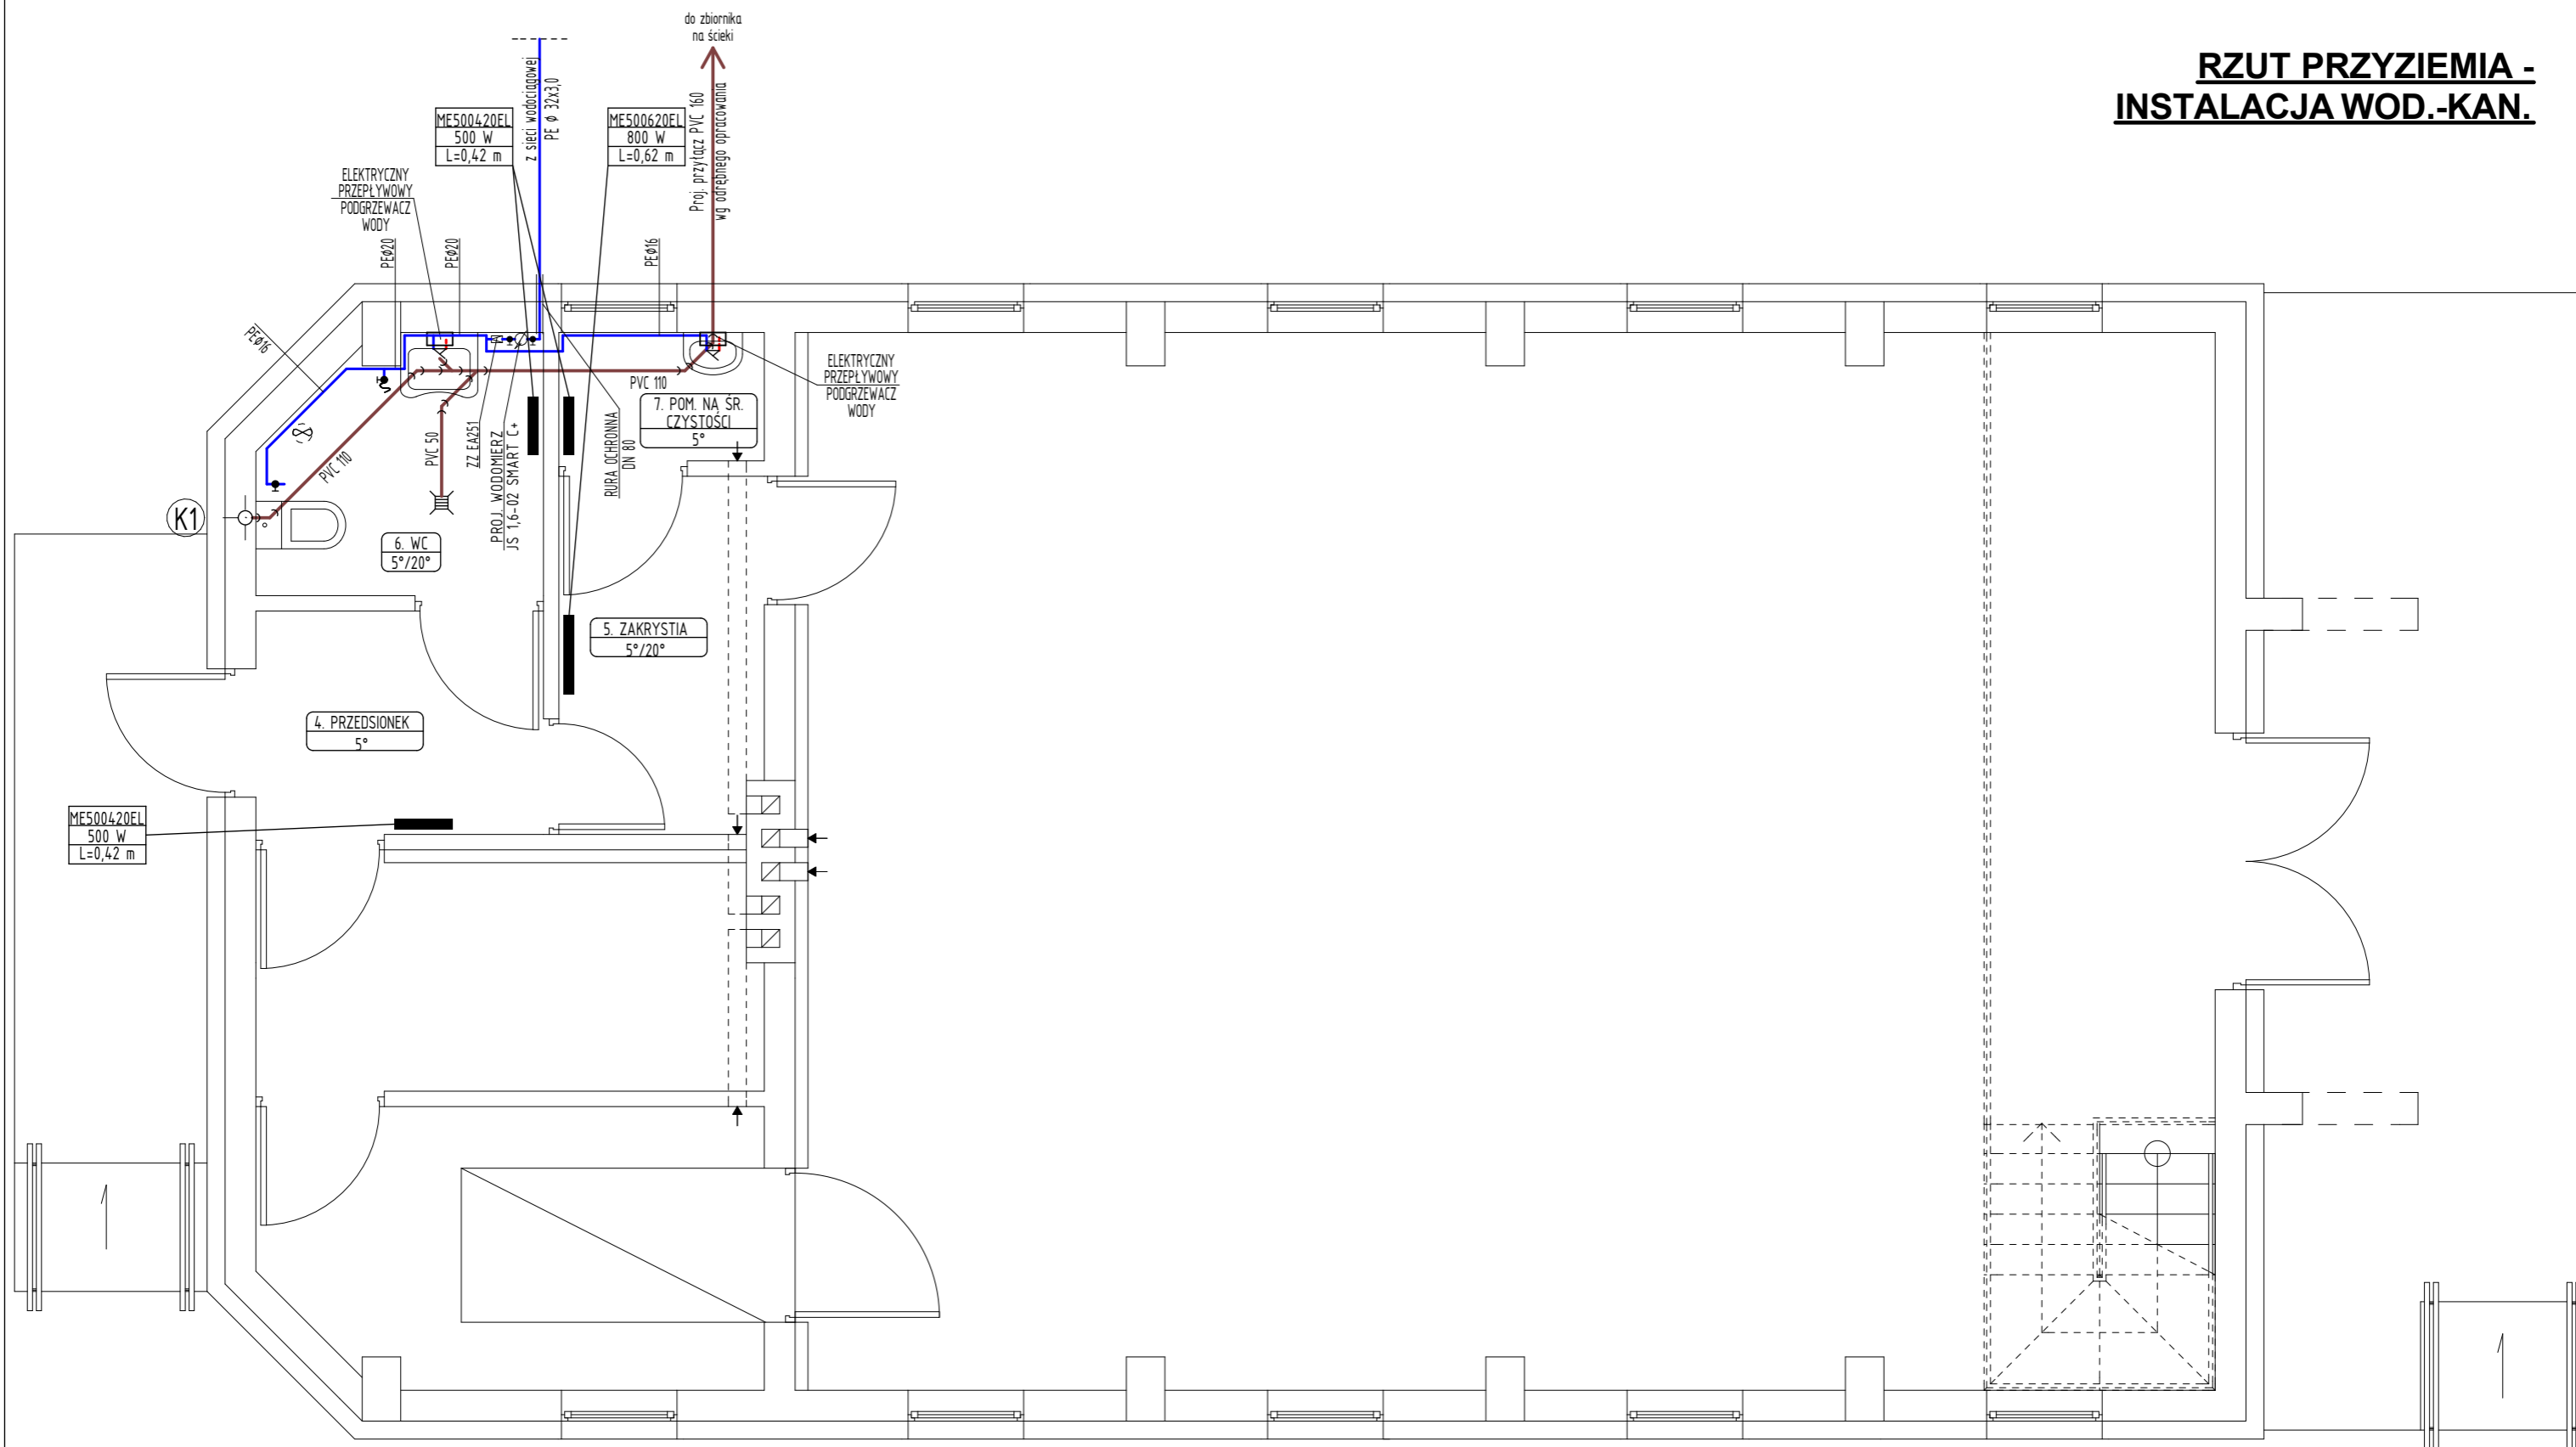 RZUT PRZYZIEMIA -
INSTALACJA WOD.-KAN.
do zbiornika
na ścieki
Proj. przyłącz PVC 160
wg odrębnego opracowania
z sieci wodociągowej
PE ø 32x3,0
ME500420EL
500 W
L=0,42 m
ME500620EL
800 W
L=0,62 m
ELEKTRYCZNY
PRZEPŁYWOWY
PODGRZEWACZ
WODY
PEø20
PEø20
PEø16
PEø16
ELEKTRYCZNY
PRZEPŁYWOWY
PODGRZEWACZ
WODY
PVC 110
7. POM. NA ŚR.
CZYSTOŚCI
5°
PVC 110
PVC 50
ZZ EA251
PROJ. WODOMIERZ
JS 1,6-02 SMART C+
RURA OCHRONNA
DN 80
K1
6. WC
5°/20°
5. ZAKRYSTIA
5°/20°
4. PRZEDSIONEK
5°
ME500420EL
500 W
L=0,42 m